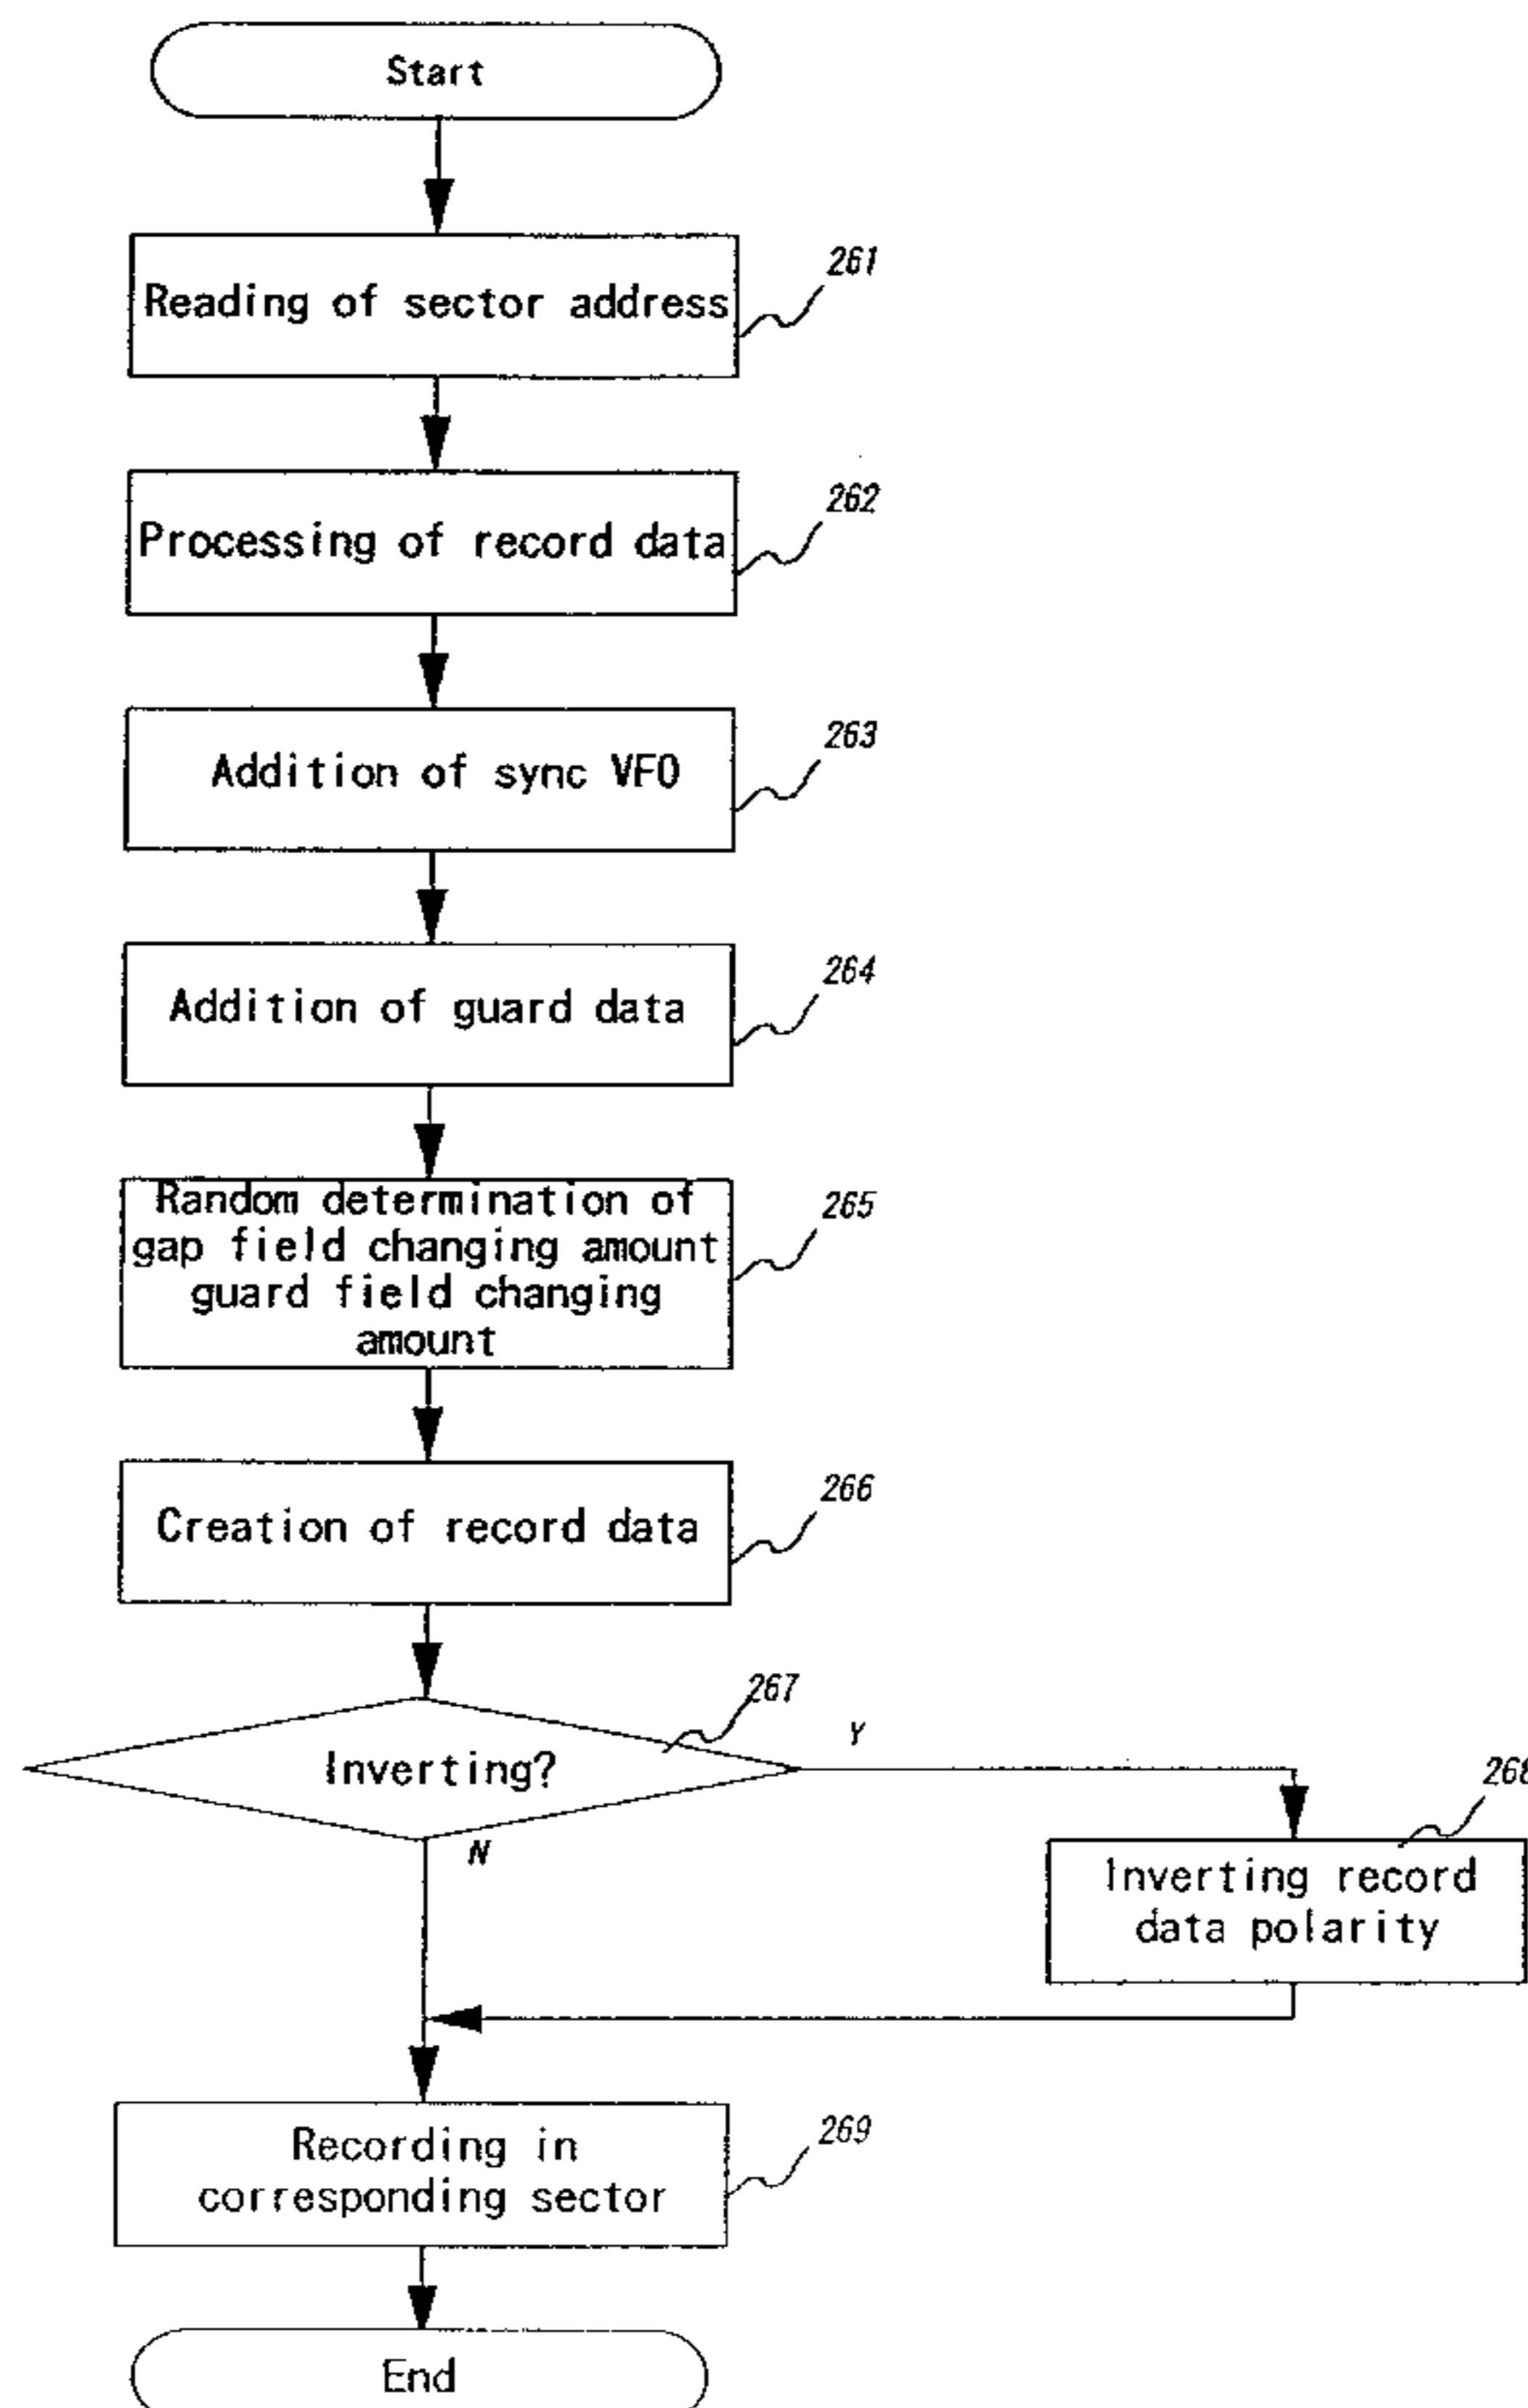 Start
261
Reading of sector address
262
Processing of record data
263
Addition of sync VFO
264
Addition of guard data
265
Random determination of
gap field changing amount
guard field changing
amount
266
Creation of record data
267
Y
Inverting?
268
N
Inverting record
data polarity
269
Recording in
corresponding sector
End